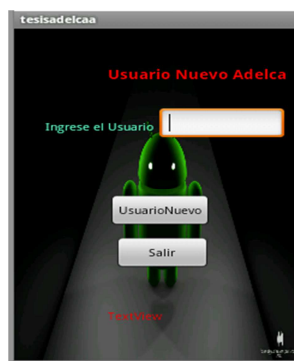 tesisadelcaa
Usuario Nuevo Adelca
Ingrese el Usuario
UsuarioNuevo
Salir
TextView